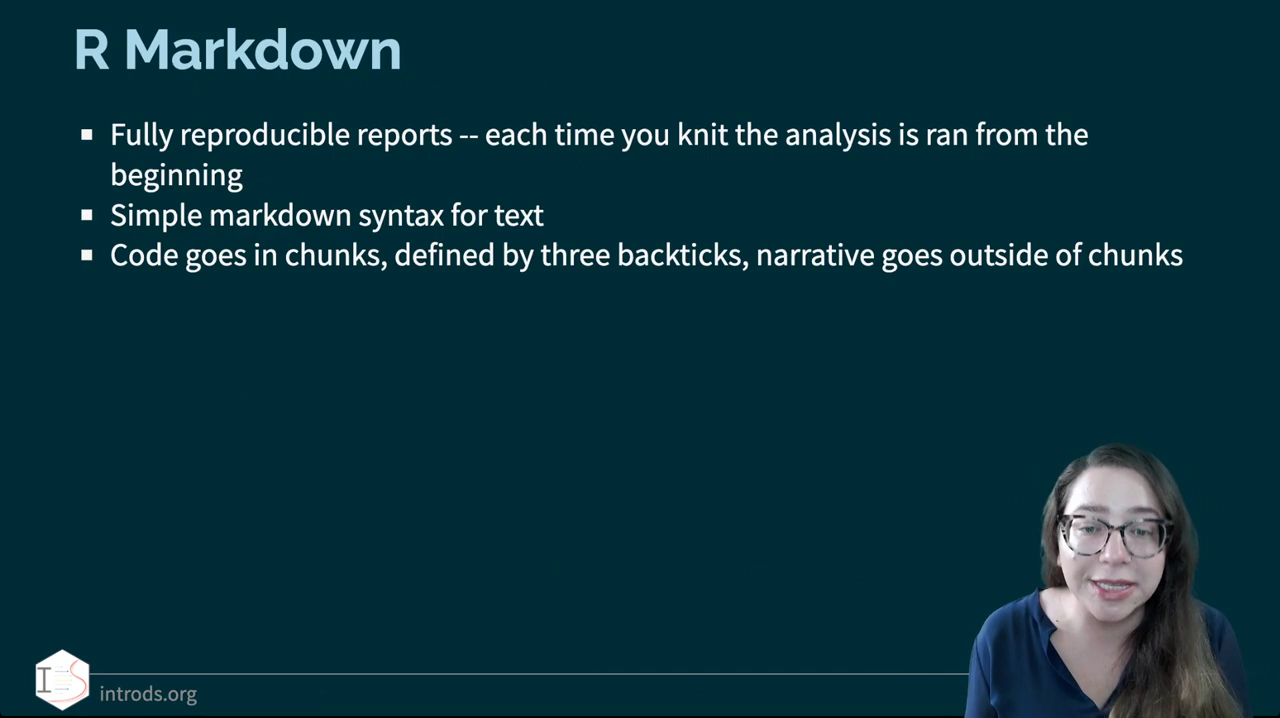 R Markdown
Fully reproducible reports -- each time you knit the analysis is ran from the
beginning
Simple markdown syntax for text
Code goes in chunks, defined by three backticks, narrative goes outside of chunks
I S
introds.org